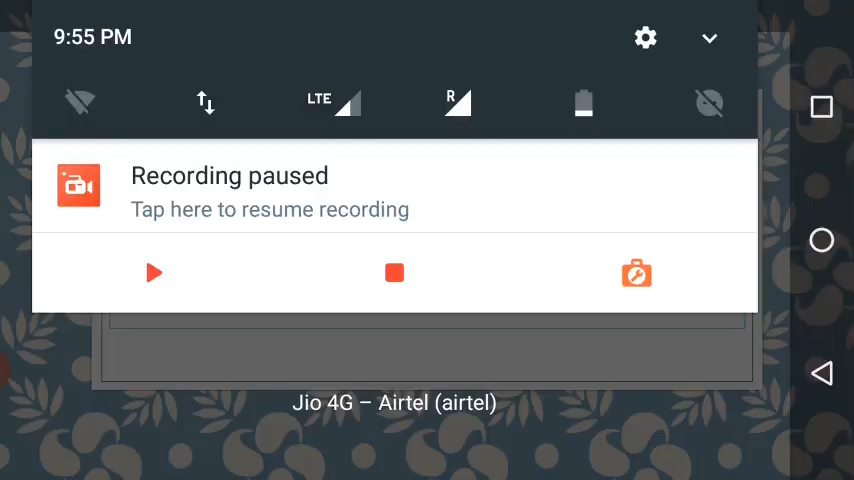 9:55 PM
LTE
R
Recording paused
Tap here to resume recording
Jio 4G – Airtel (airtel)